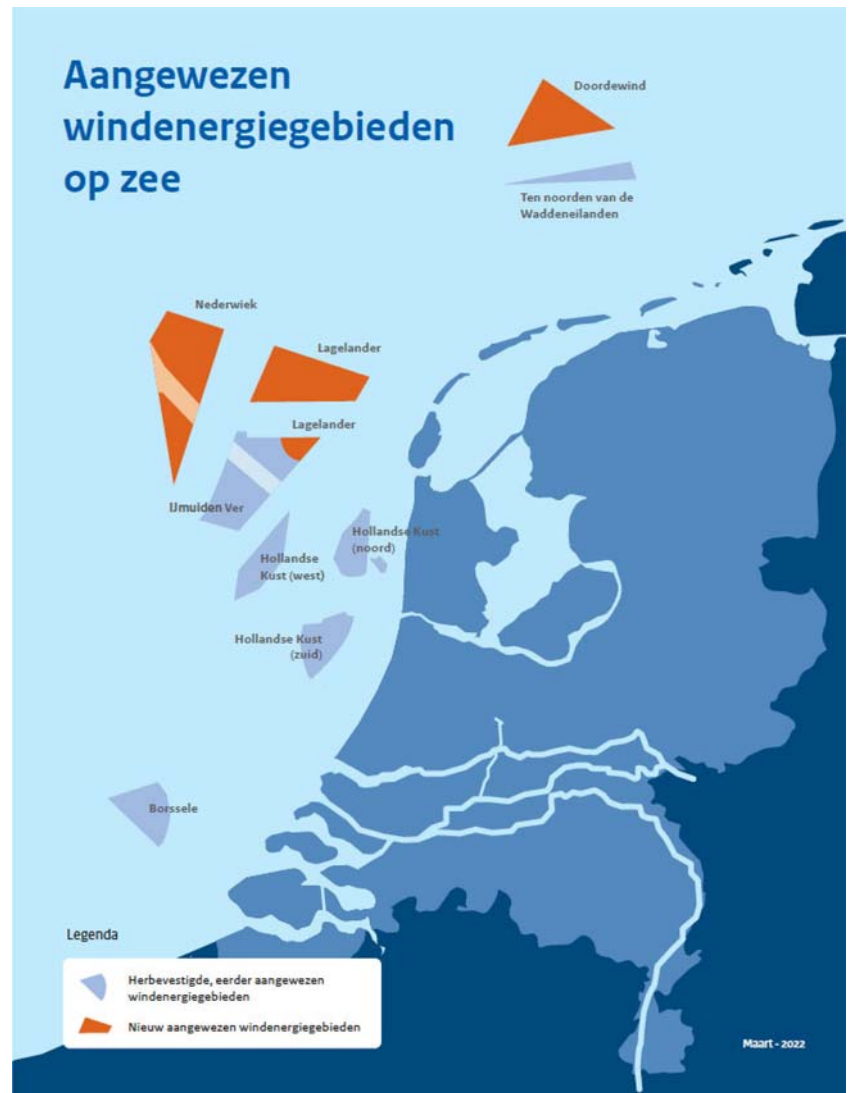 Aangewezen
windenergiegebieden
op zee
Doordewind
Ten noorden van de
Waddeneilanden
Nederwiek
Lagelander
Lagelander
IJmuiden Ver
Hollandse Kust
(noord)
Hollandse
Kust (west)
Hollandse Kust
(zuid)
Borssele
Legenda
Herbevestigde, eerder aangewezen
windenergiegebieden
Nieuw aangewezen windenergiegebieden
Maart - 2022